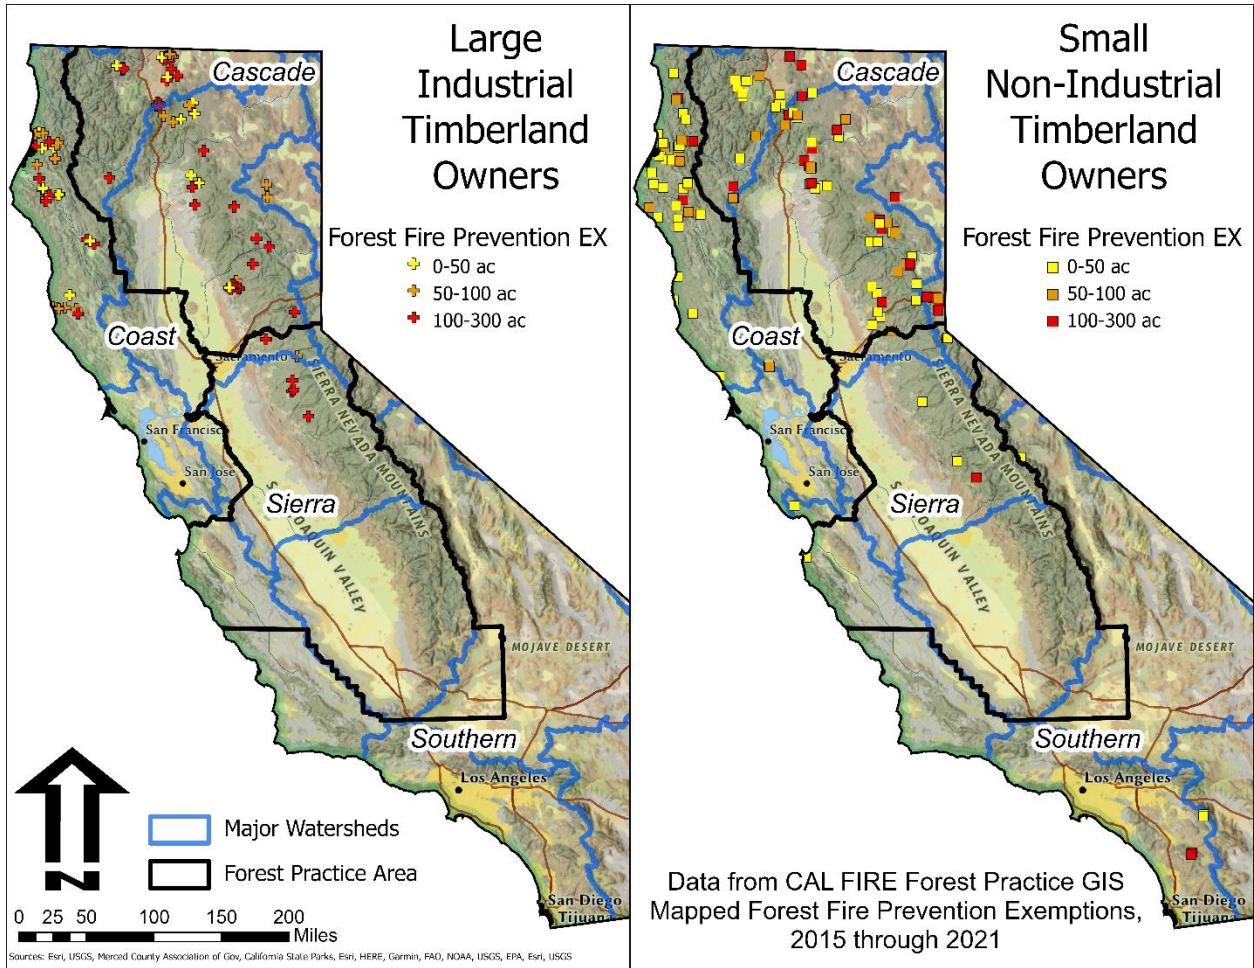 Large
Industrial
Timberland
Owners
Forest Fire Prevention EX
0-50 ac
50-100 ac
100-300 ac
Cascade
Coast
Sacramento
SIERRA NEVADA MOUNTAINS
San Francisc
San Jose
Sierra
SAN JOAQUIN VALLEY
MOJAVE DESERT
Southern
Los Angeles
San Diego
Tijuana
N
Major Watersheds
Forest Practice Area
0 25 50 100 150 200
Miles
Sources: Esri, USGS, Merced County Association of Gov, California State Parks, Esri, HERE, Garmin, FAO, NOAA, USGS, EPA, Esri, USGS
Small
Non-Industrial
Timberland
Owners
Forest Fire Prevention EX
0-50 ac
50-100 ac
100-300 ac
Cascade
Coast
Sacramento
SIERRA NEVADA MOUNTAINS
San Francisc
San Jose
Sierra
SAN JOAQUIN VALLEY
MOJAVE DESERT
Southern
Los Angeles
San Diego
Tijuana
Data from CAL FIRE Forest Practice GIS
Mapped Forest Fire Prevention Exemptions,
2015 through 2021